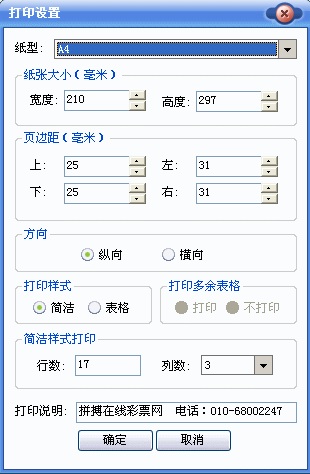 打印设置
纸型: A4
纸张大小(毫米)
宽度: 210 高度: 297
页边距(毫米)
上: 25 左: 31
下: 25 右: 31
方向
纵向 横向
打印样式 打印多余表格
简洁 表格 打印 不打印
简洁样式打印
行数: 17 列数: 3
打印说明: 拼搏在线彩票网 电话:010-68002247
确定 取消